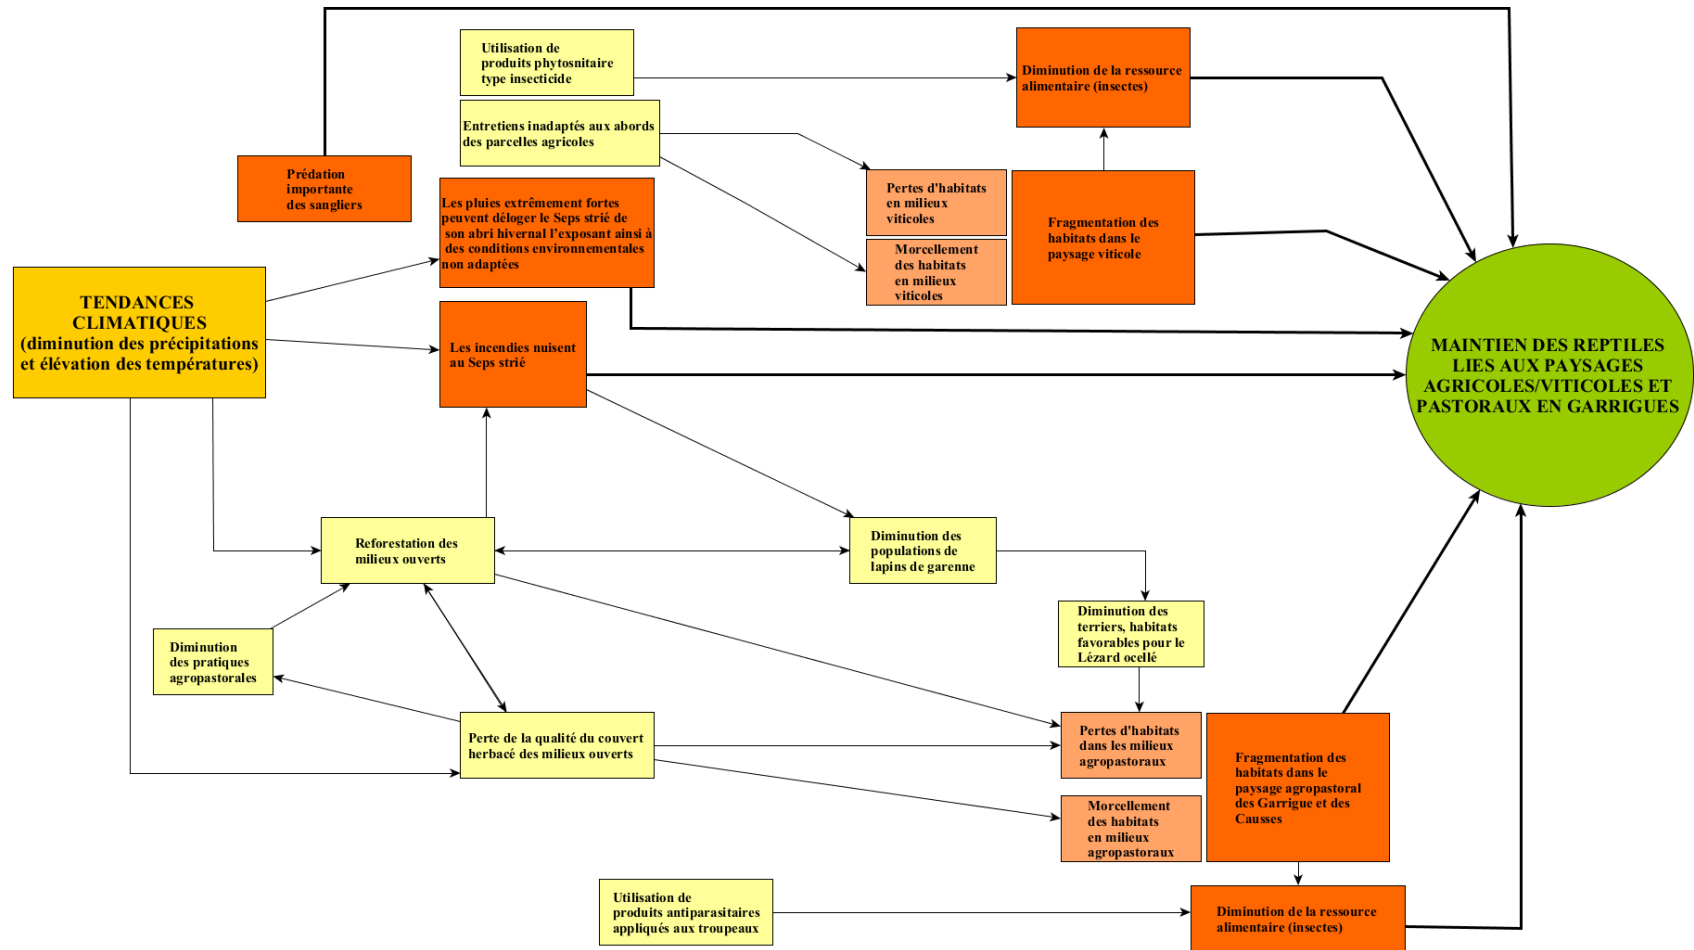 Utilisation de
produits phytosnitaire
type insecticide
Diminution de la ressource
alimentaire (insectes)
Entretiens inadaptés aux abords
des parcelles agricoles
Prédation
importante
des sangliers
Les pluies extrêmement fortes
peuvent déloger le Seps strié de
son abri hivernal l'exposant ainsi à
des conditions environnementales
non adaptées
Pertes d'habitats
en milieux
viticoles
Morcellement
des habitats
en milieux
viticoles
Fragmentation des
habitats dans le
paysage viticole
TENDANCES
CLIMATIQUES
(diminution des précipitations
et élévation des températures)
Les incendies nuisent
au Seps strié
MAINTIEN DES REPTILES
LIES AUX PAYSAGES
AGRICOLES/VITICOLES ET
PASTORAUX EN GARRIGUES
Reforestation des
milieux ouverts
Diminution des
populations de
lapins de garenne
Diminution
des pratiques
agropastorales
Diminution des
terriers, habitats
favorables pour le
Lézard ocellé
Perte de la qualité du couvert
herbacé des milieux ouverts
Pertes d'habitats
dans les milieux
agropastoraux
Morcellement
des habitats
en milieux
agropastoraux
Fragmentation des
habitats dans le
paysage agropastoral
des Garrigue et des
Causses
Utilisation de
produits antiparasitaires
appliqués aux troupeaux
Diminution de la ressource
alimentaire (insectes)